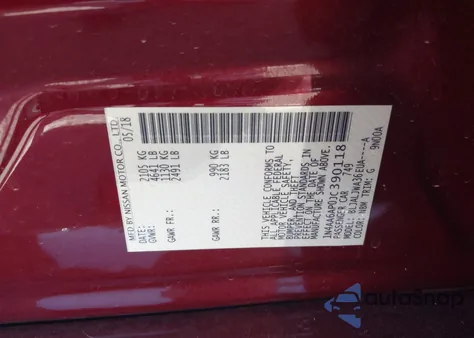 MFD BY NISSAN MOTOR CO., LTD.
DATE: 05/18
GVWR: 2105 KG
4641 LB
GAWR FR: 1130 KG
2491 LB
GAWR RR: 990 KG
2183 LB
THIS VEHICLE CONFORMS TO
ALL APPLICABLE FEDERAL
MOTOR VEHICLE SAFETY,
BUMPER, AND THEFT
PREVENTION STANDARDS IN
EFFECT ON THE DATE OF
MANUFACTURE SHOWN ABOVE.
1N4AA6AP0JC390118
PASSENGER CAR 749
MODEL:
COLOR: NBM TRIM: G
9N00A
autoSnap